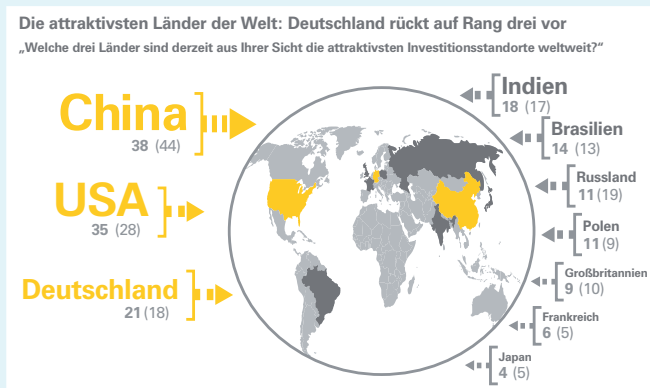 Die attraktivsten Länder der Welt: Deutschland rückt auf Rang drei vor
„Welche drei Länder sind derzeit aus Ihrer Sicht die attraktivsten Investitionsstandorte weltweit?“
China
38 (44)
USA
35 (28)
Deutschland
21 (18)
Indien
18 (17)
Brasilien
14 (13)
Russland
11 (19)
Polen
11 (9)
Großbritannien
9 (10)
Frankreich
6 (5)
Japan
4 (5)